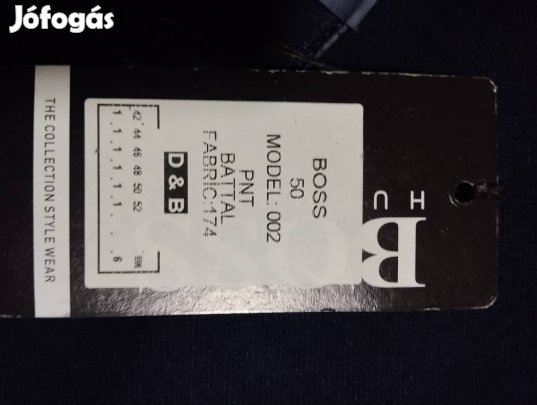 Jófogás
H
U
B
BOSS
50
MODEL: 002
PNT
BATTAL
FABRIC:174
D & B
42 44 46 48 50 52
1. 1. 1. 1. 1. 1. . . 6
THE COLLECTION STYLE WEAR